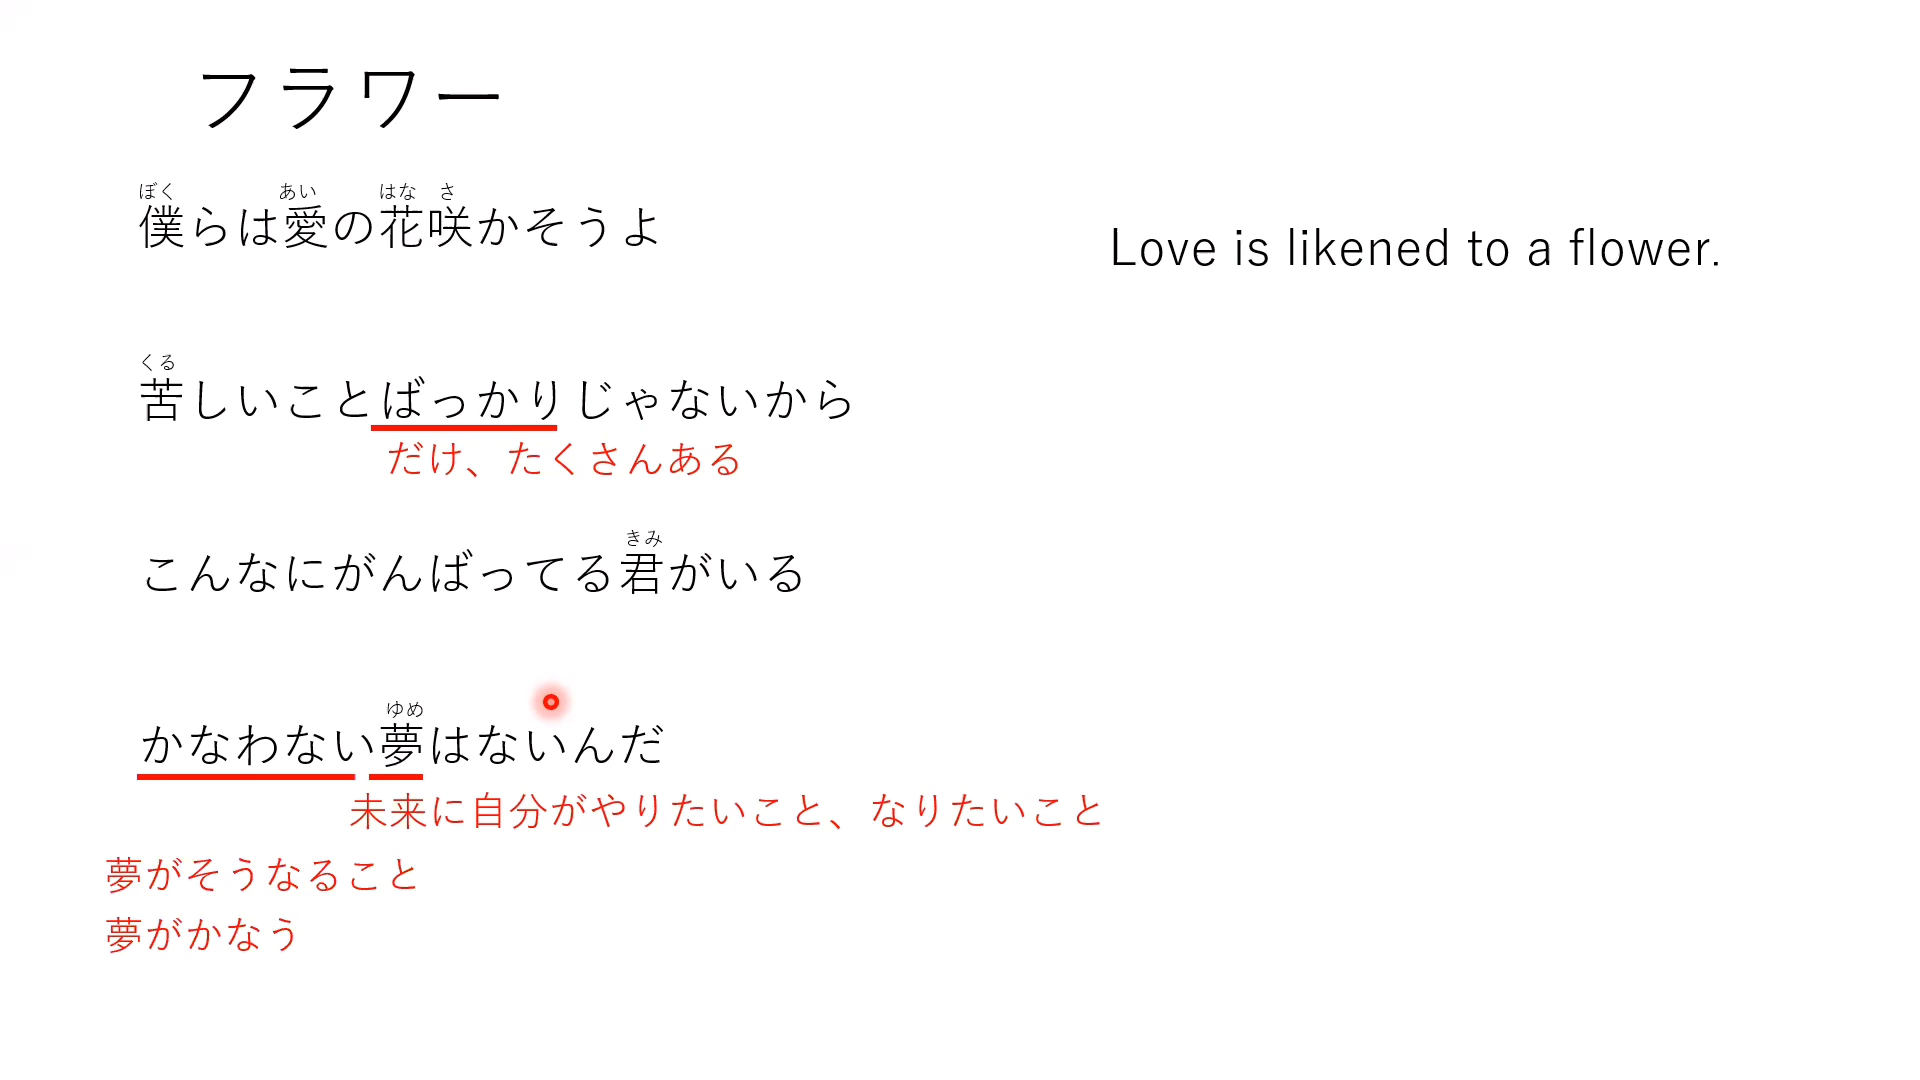 フラワー
ぼく あい はな さ
僕らは愛の花咲かそうよ
Love is likened to a flower.
くる
苦しいことばっかりじゃないから
だけ、たくさんある
きみ
こんなにがんばってる君がいる
ゆめ
かなわない夢はないんだ
未来に自分がやりたいこと、なりたいこと
夢がそうなること
夢がかなう